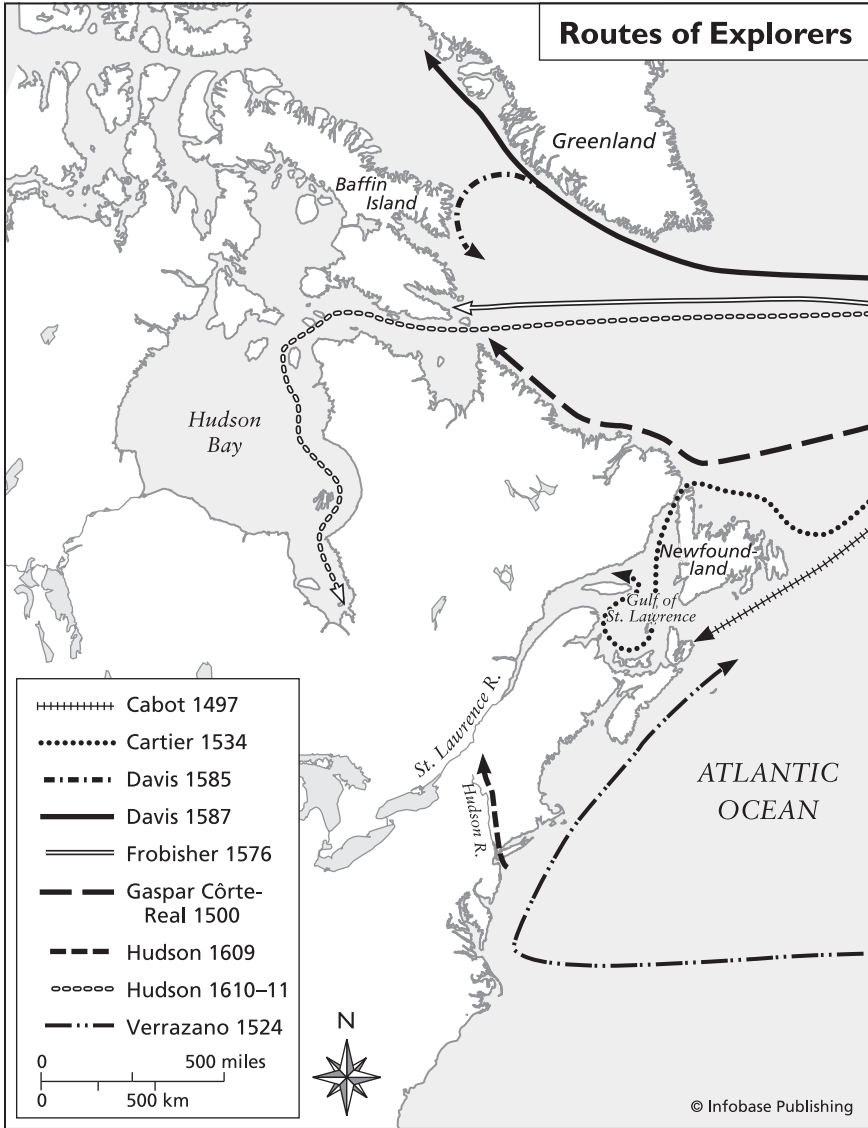 Routes of Explorers
Greenland
Baffin
Island
Hudson
Bay
Newfound-
land
Gulf of
St. Lawrence
St. Lawrence R.
Hudson R.
ATLANTIC
OCEAN
Cabot 1497
Cartier 1534
Davis 1585
Davis 1587
Frobisher 1576
Gaspar Côrte-
Real 1500
Hudson 1609
Hudson 1610–11
Verrazano 1524
0 500 miles
0 500 km
N
© Infobase Publishing